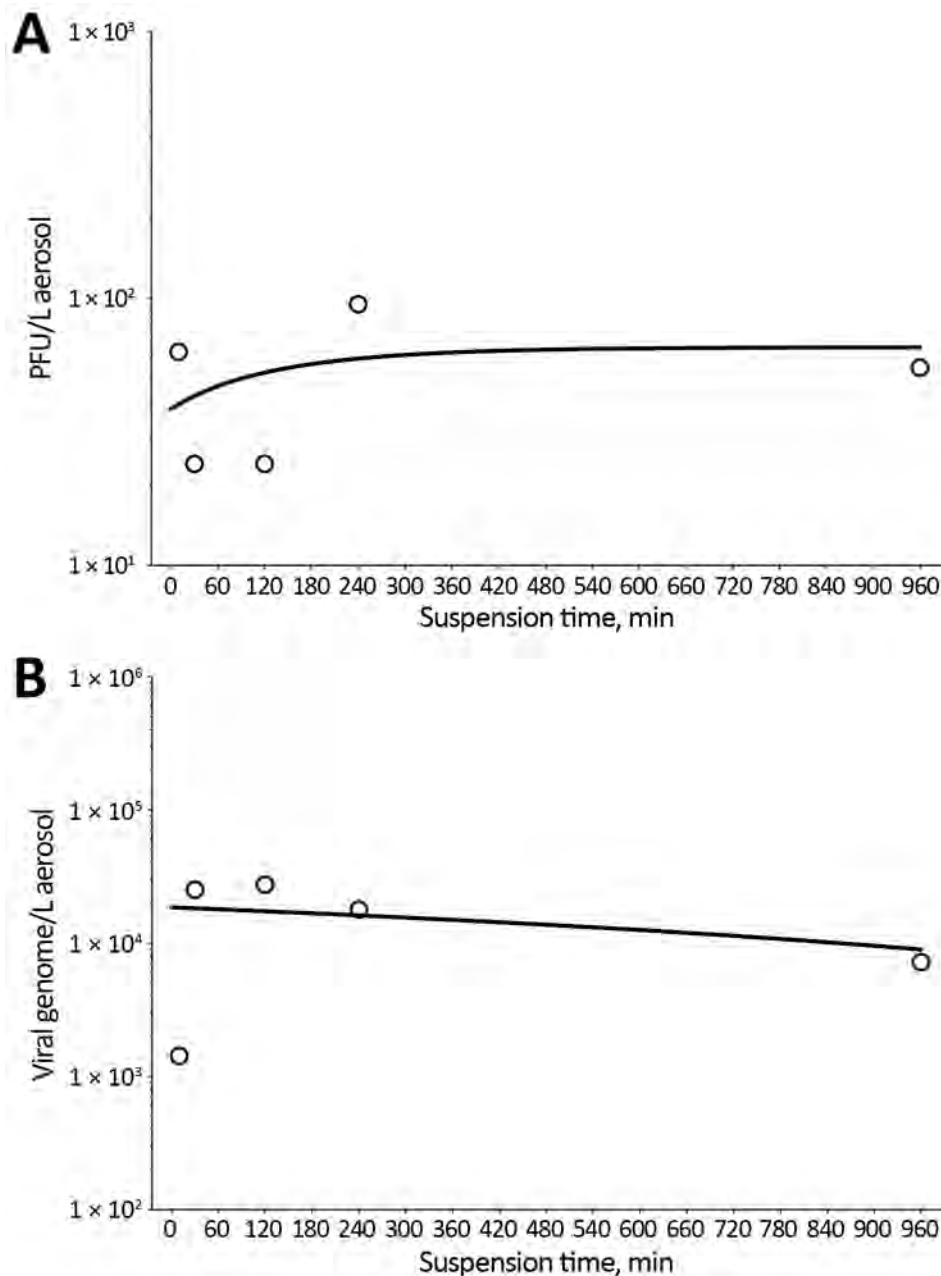 A
1 × 10³
PFU/L aerosol
1 × 10²
1 × 10¹
0 60 120 180 240 300 360 420 480 540 600 660 720 780 840 900 960
Suspension time, min
B
1 × 10⁶
1 × 10⁵
Viral genome/L aerosol
1 × 10⁴
1 × 10³
1 × 10²
0 60 120 180 240 300 360 420 480 540 600 660 720 780 840 900 960
Suspension time, min